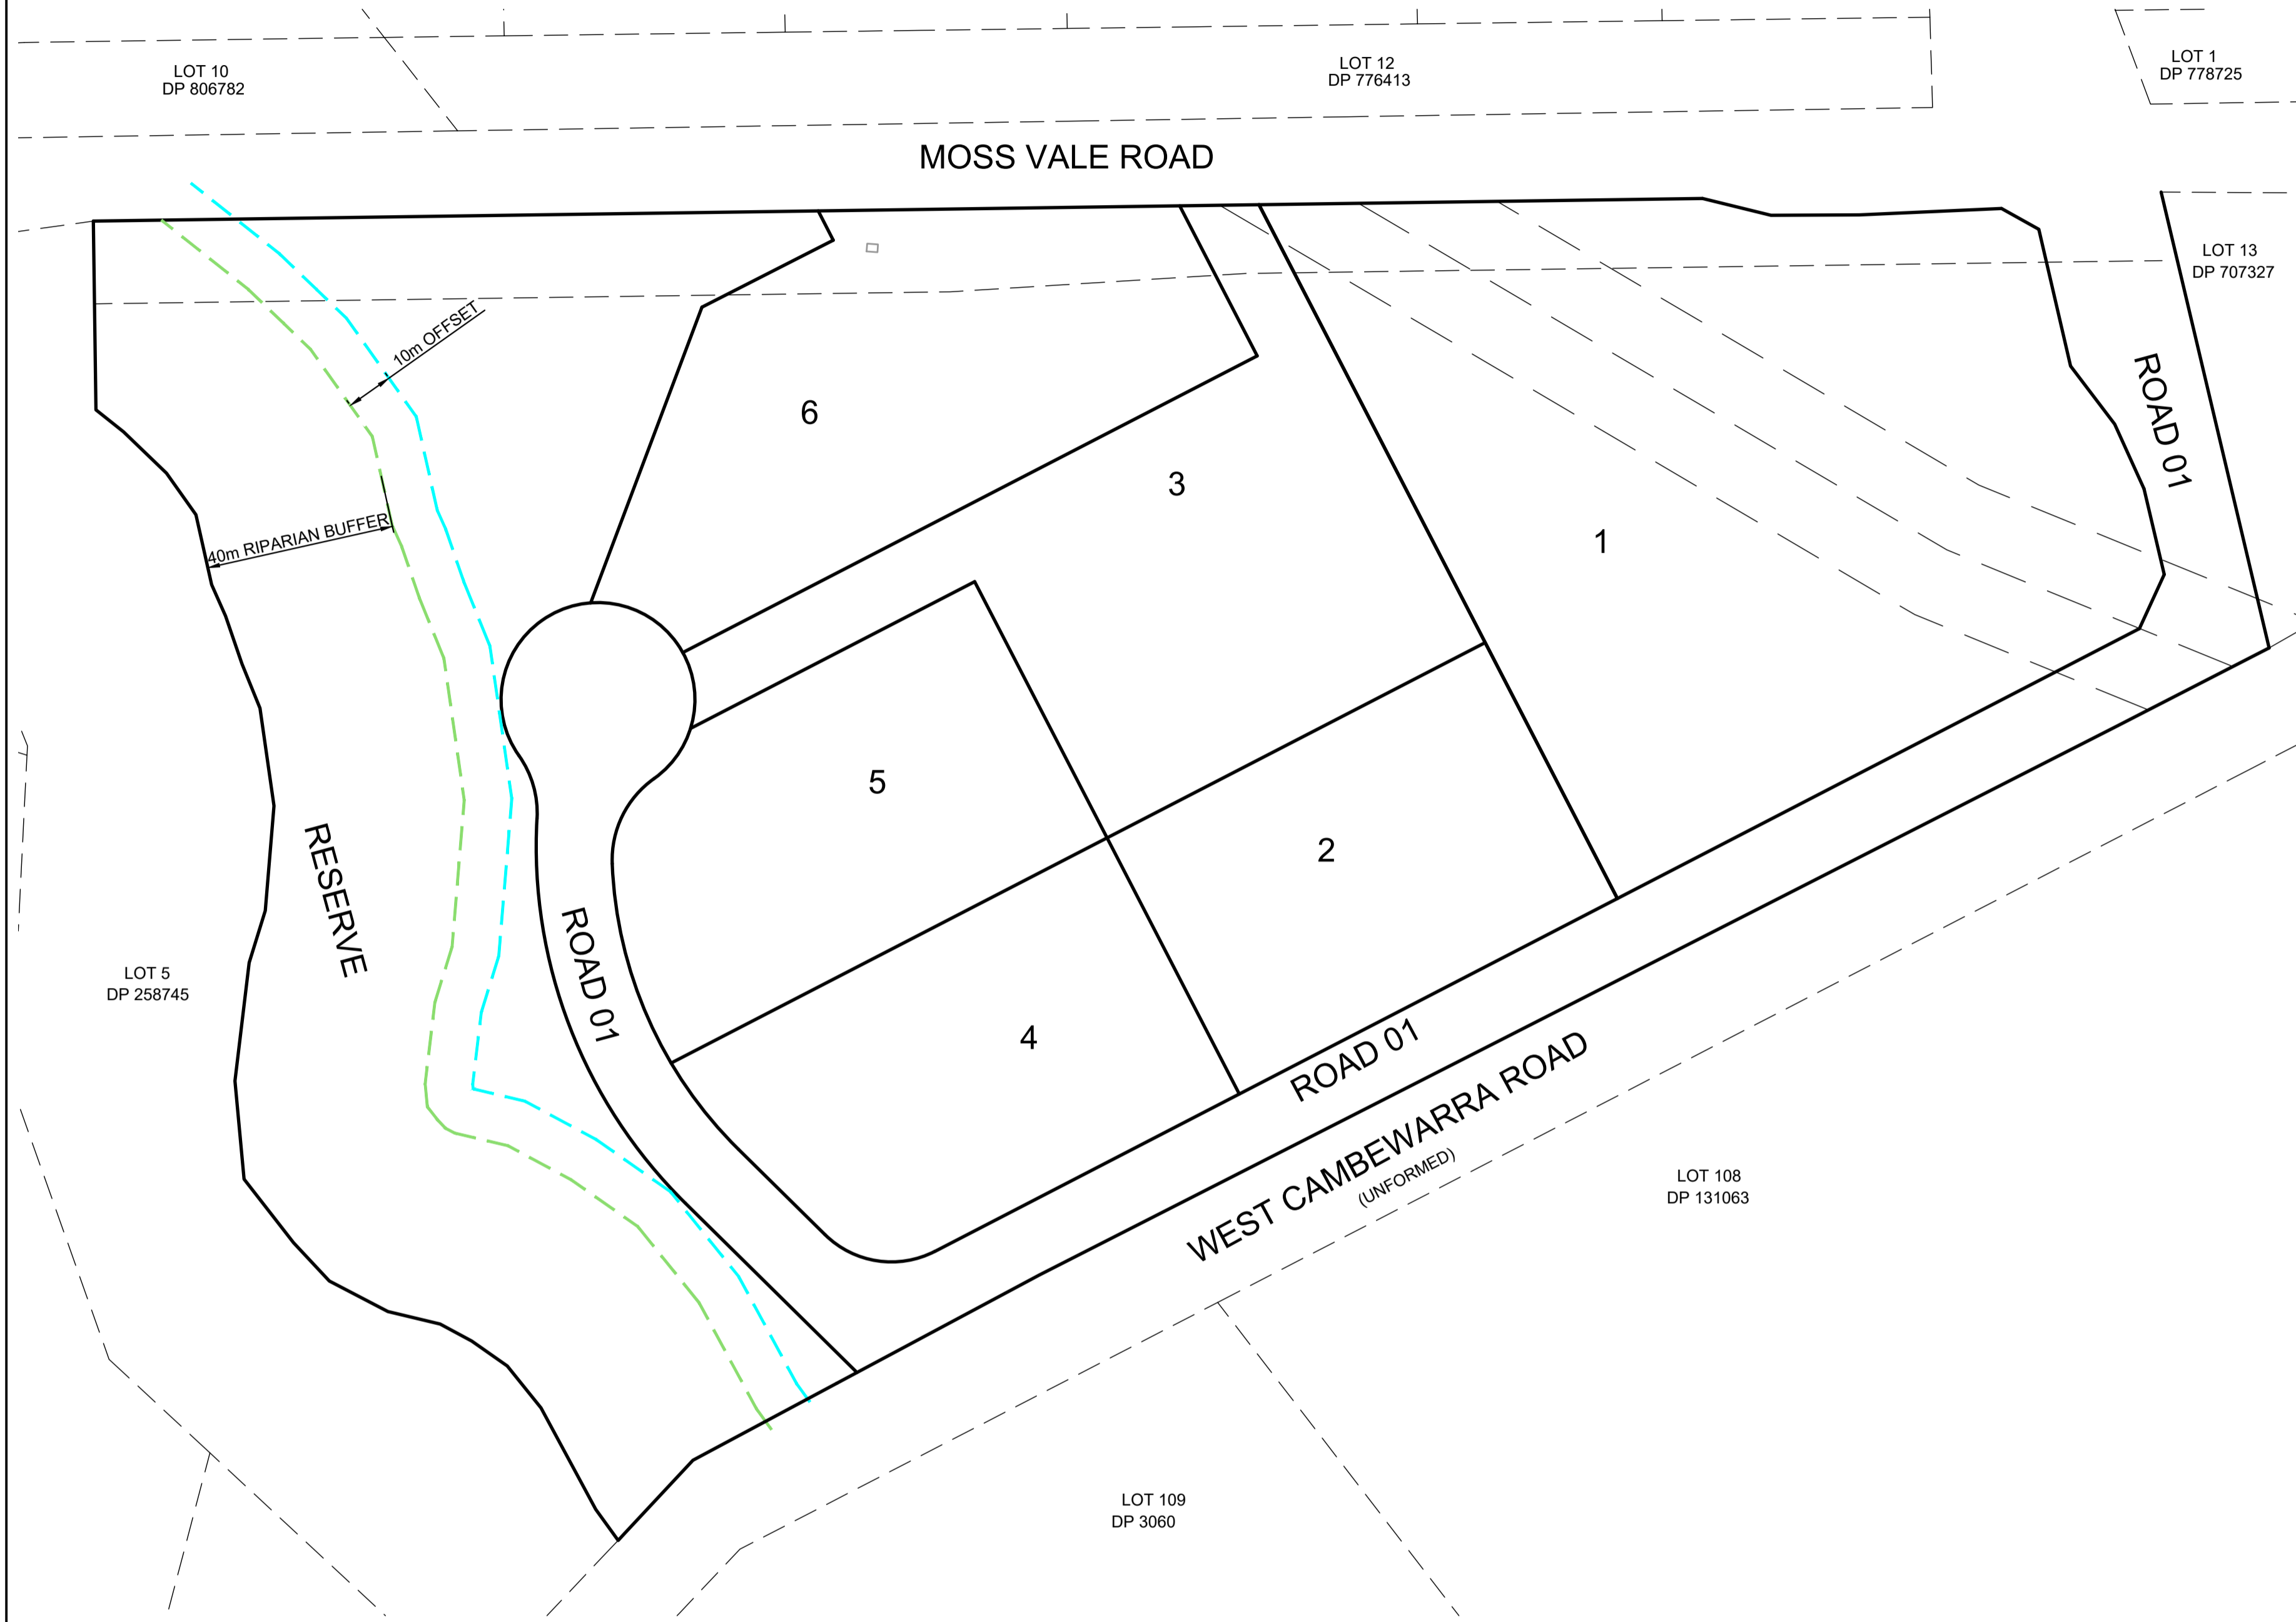 LOT 10
DP 806782
LOT 12
DP 776413
LOT 1
DP 778725
MOSS VALE ROAD
LOT 13
DP 707327
10m OFFSET
6
3
ROAD 01
40m RIPARIAN BUFFER
1
5
2
RESERVE
ROAD 01
LOT 5
DP 258745
4
ROAD 01
WEST CAMBEWARRA ROAD
(UNFORMED)
LOT 108
DP 131063
LOT 109
DP 3060